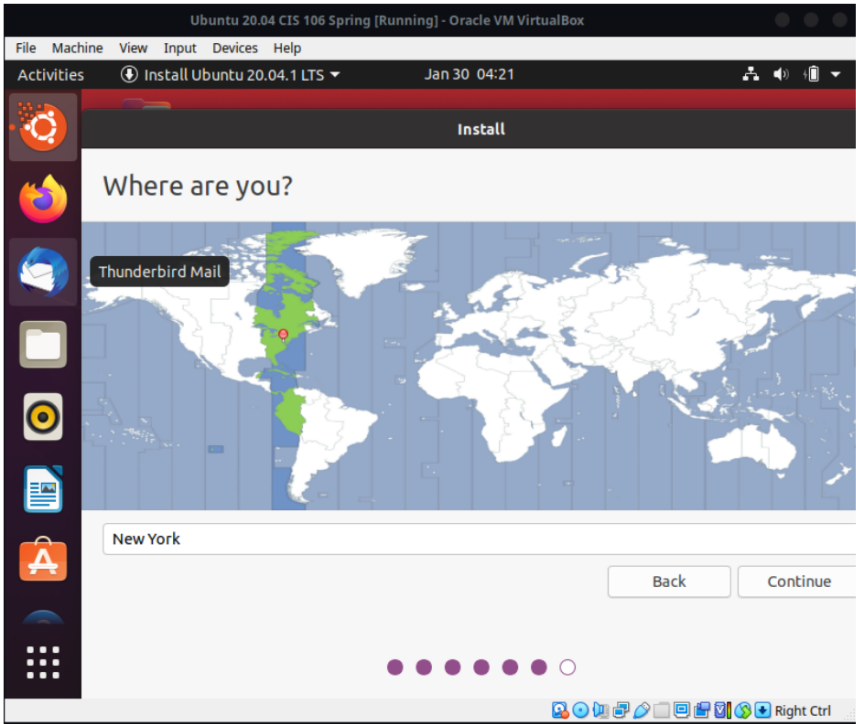 Ubuntu 20.04 CIS 106 Spring [Running] - Oracle VM VirtualBox
File Machine View Input Devices Help
Activities Install Ubuntu 20.04.1 LTS Jan 30 04:21
Install
Where are you?
Thunderbird Mail
New York
Back Continue
Right Ctrl